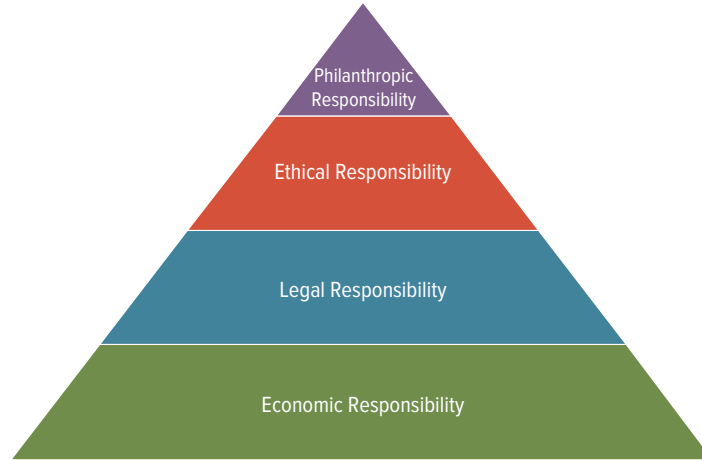 Philanthropic
Responsibility
Ethical Responsibility
Legal Responsibility
Economic Responsibility